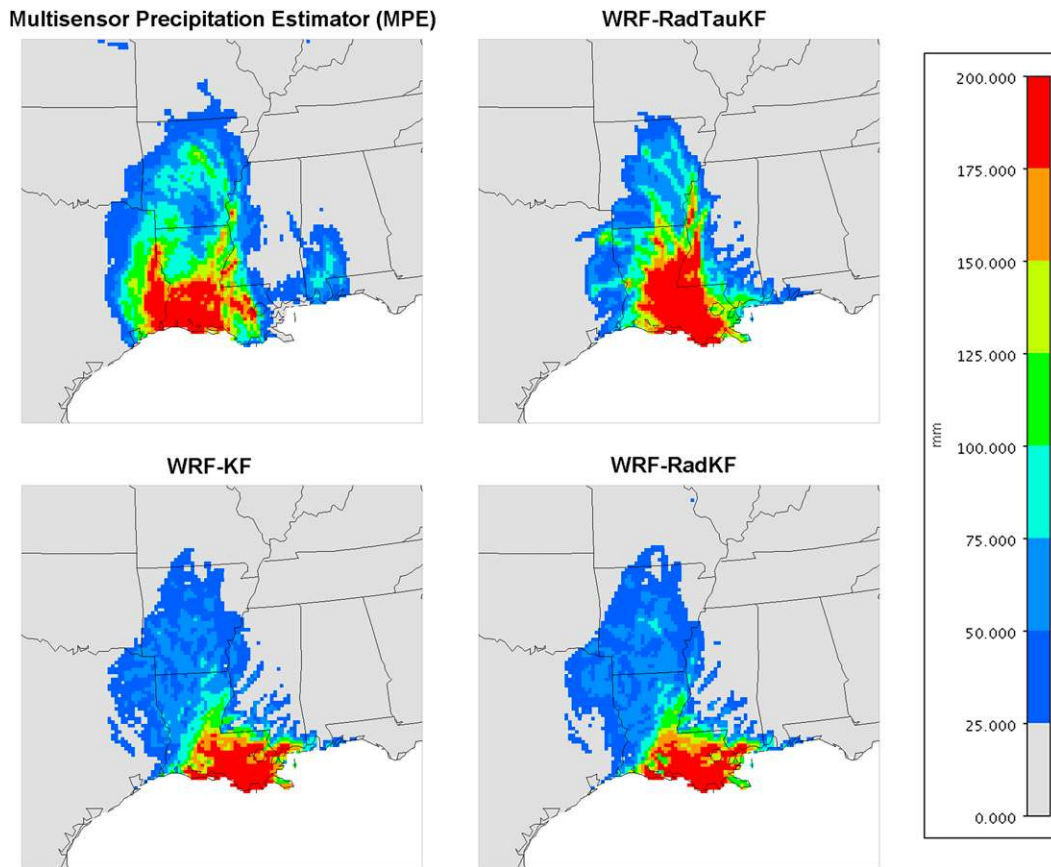 Multisensor Precipitation Estimator (MPE)
WRF-RadTauKF
WRF-KF
WRF-RadKF
200.000
175.000
150.000
125.000
100.000
75.000
50.000
25.000
0.000
mm